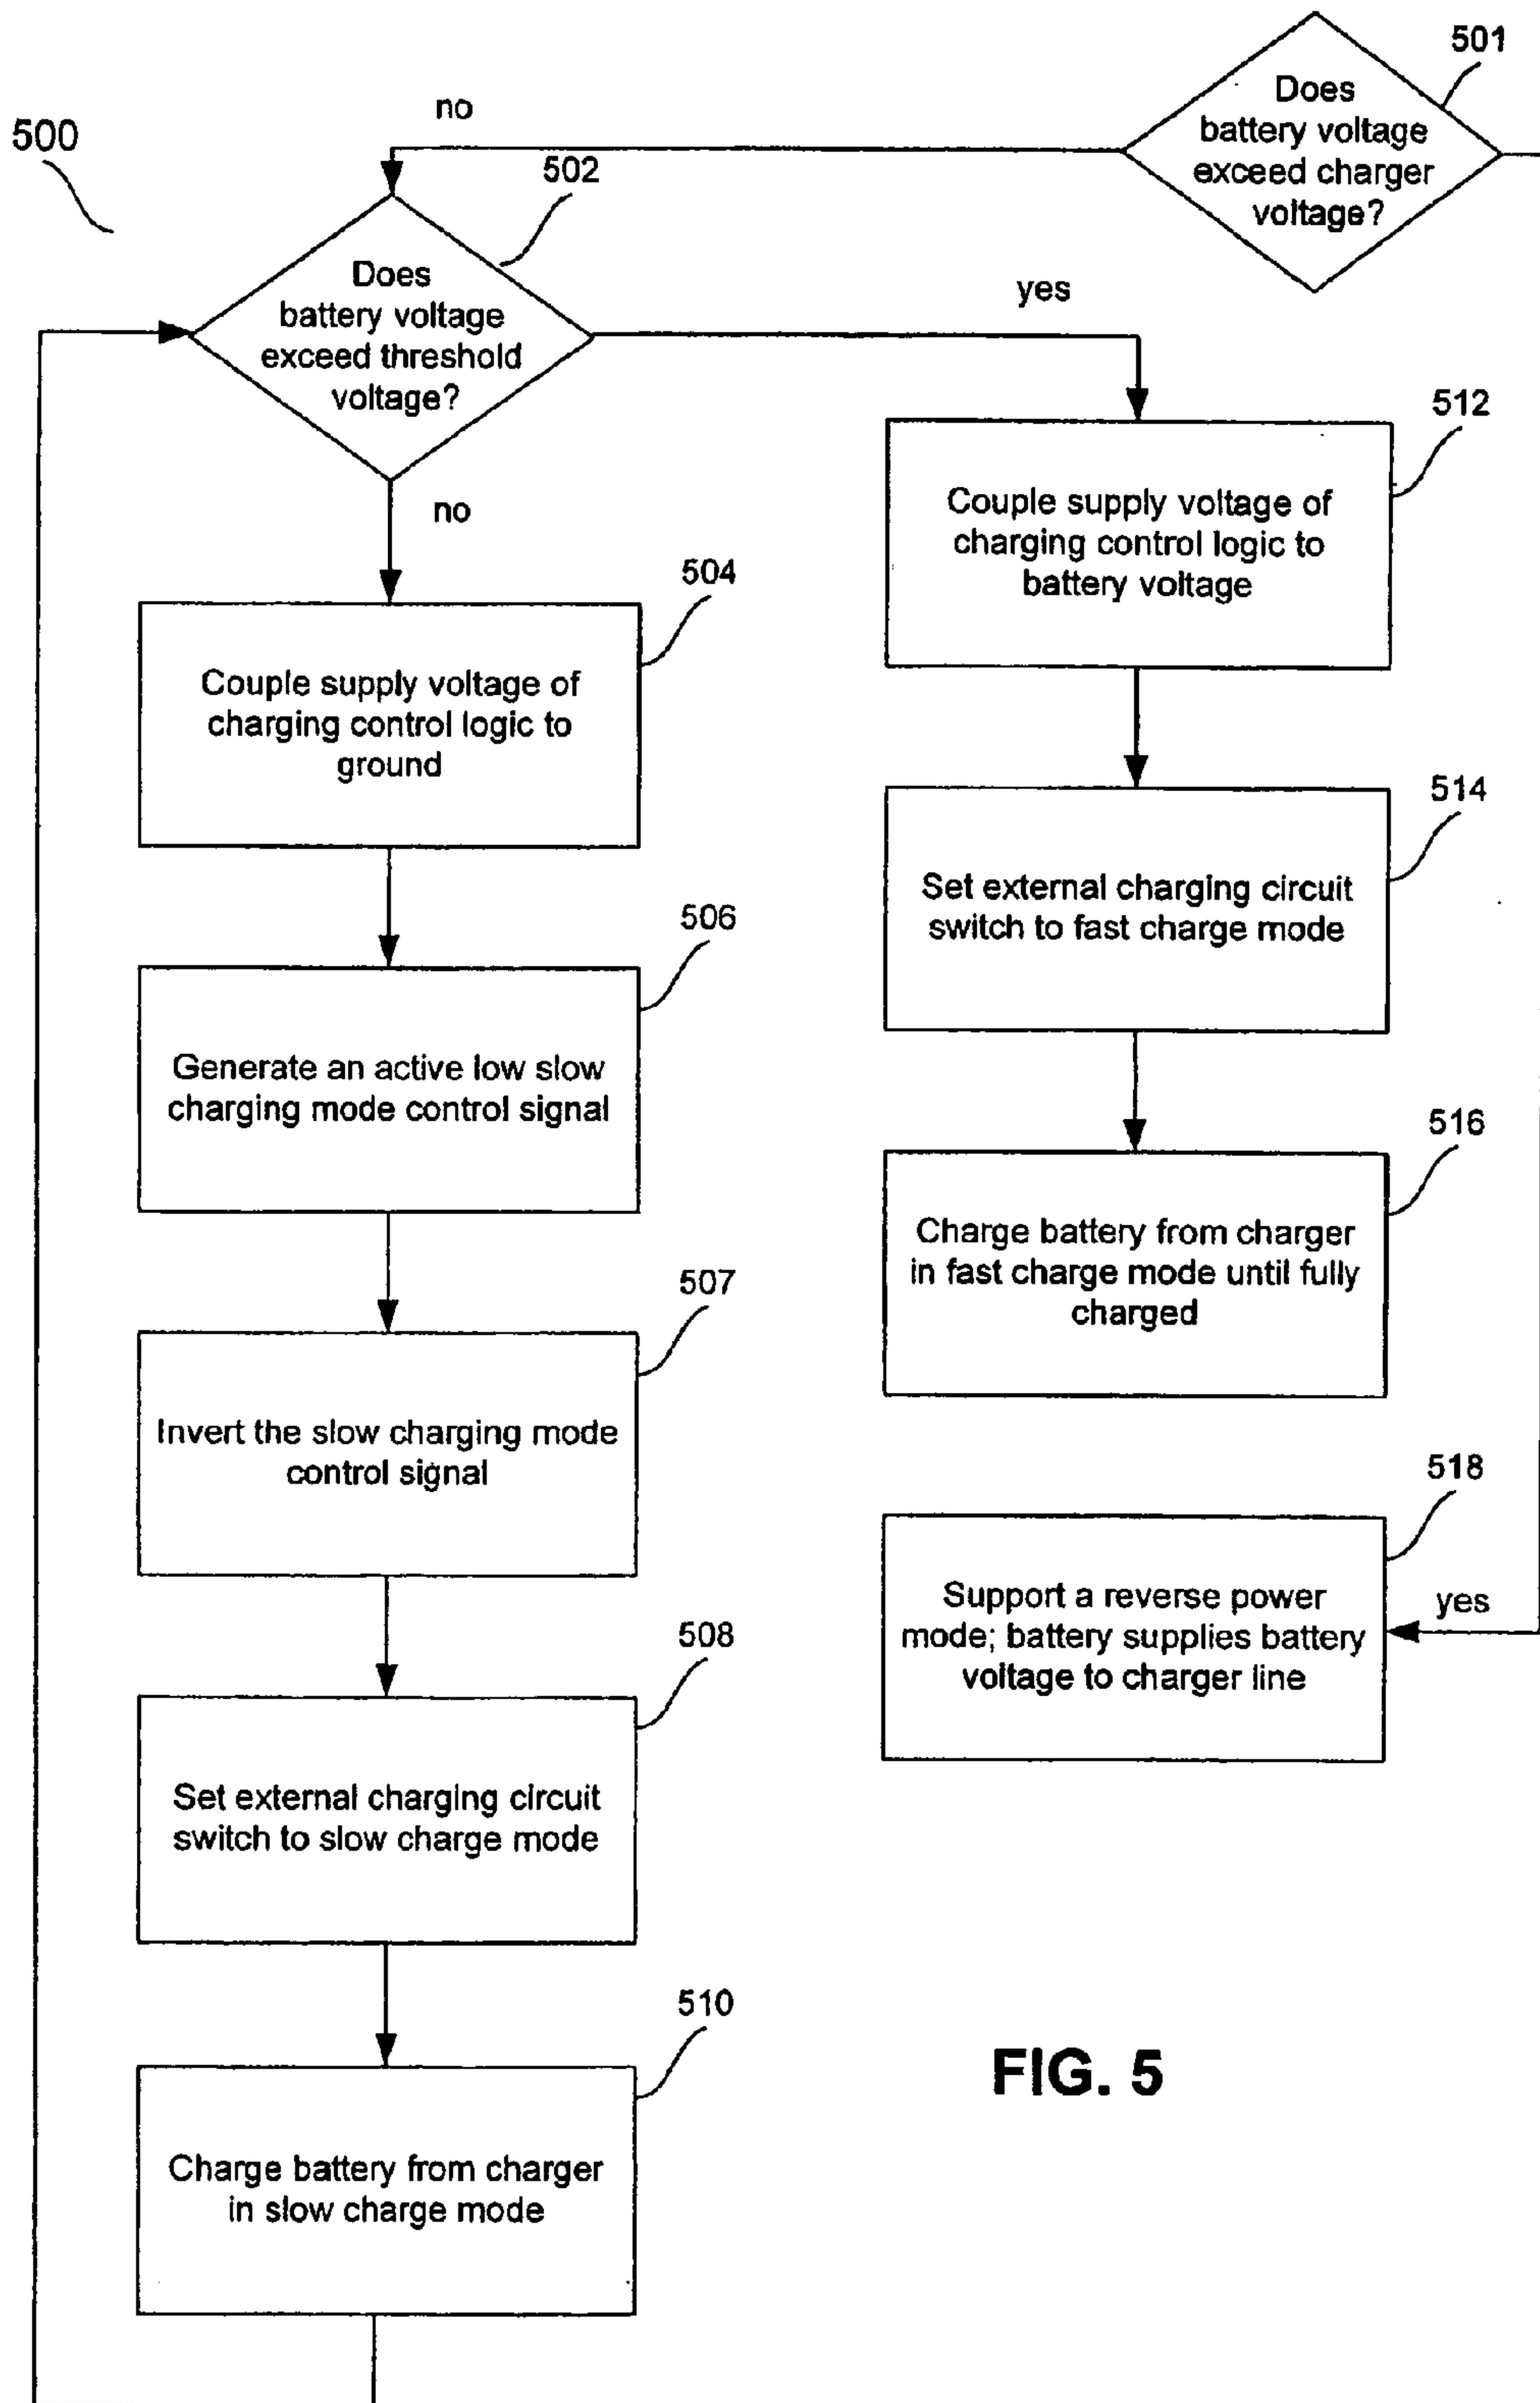 501
Does
battery voltage
exceed charger
voltage?
no
500
502
Does
battery voltage
exceed threshold
voltage?
yes
no
512
Couple supply voltage of
charging control logic to
battery voltage
504
Couple supply voltage of
charging control logic to
ground
514
Set external charging circuit
switch to fast charge mode
506
Generate an active low slow
charging mode control signal
516
Charge battery from charger
in fast charge mode until fully
charged
507
Invert the slow charging mode
control signal
518
Support a reverse power
mode; battery supplies battery
voltage to charger line
yes
508
Set external charging circuit
switch to slow charge mode
510
Charge battery from charger
in slow charge mode
FIG. 5